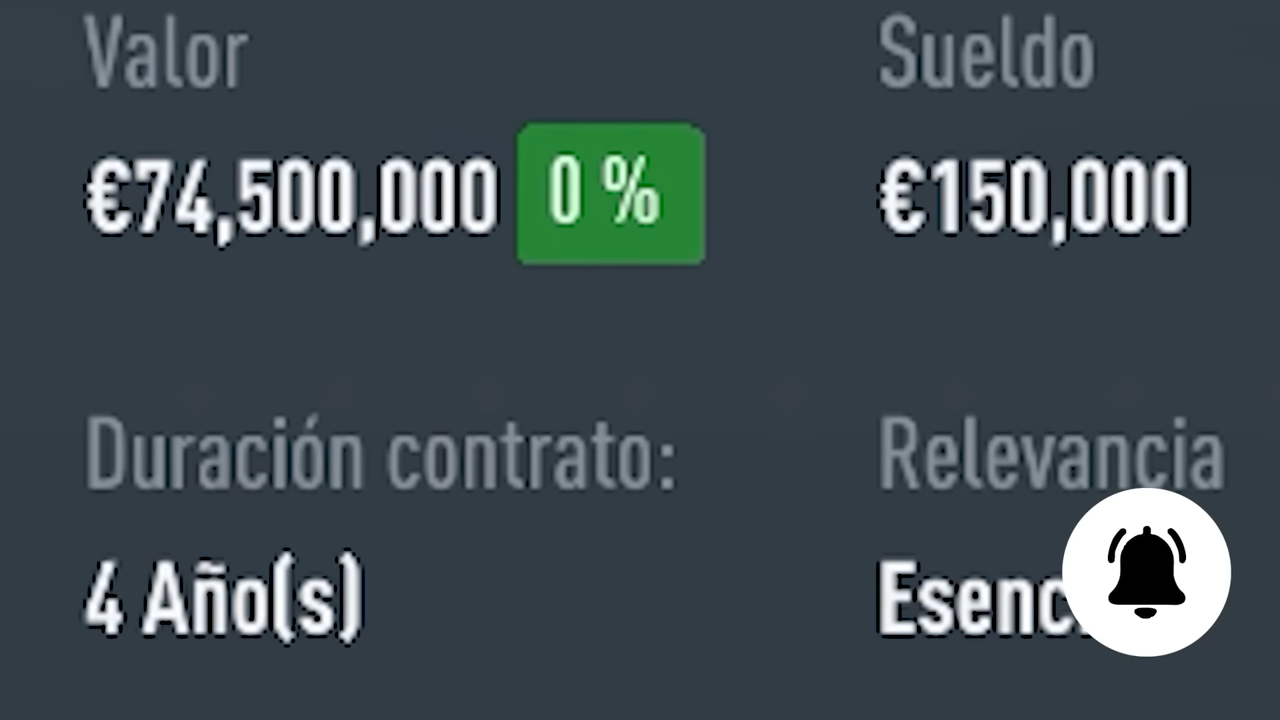 Valor Sueldo
€74,500,000 0 % €150,000
Duración contrato: Relevancia
4 Año(s)